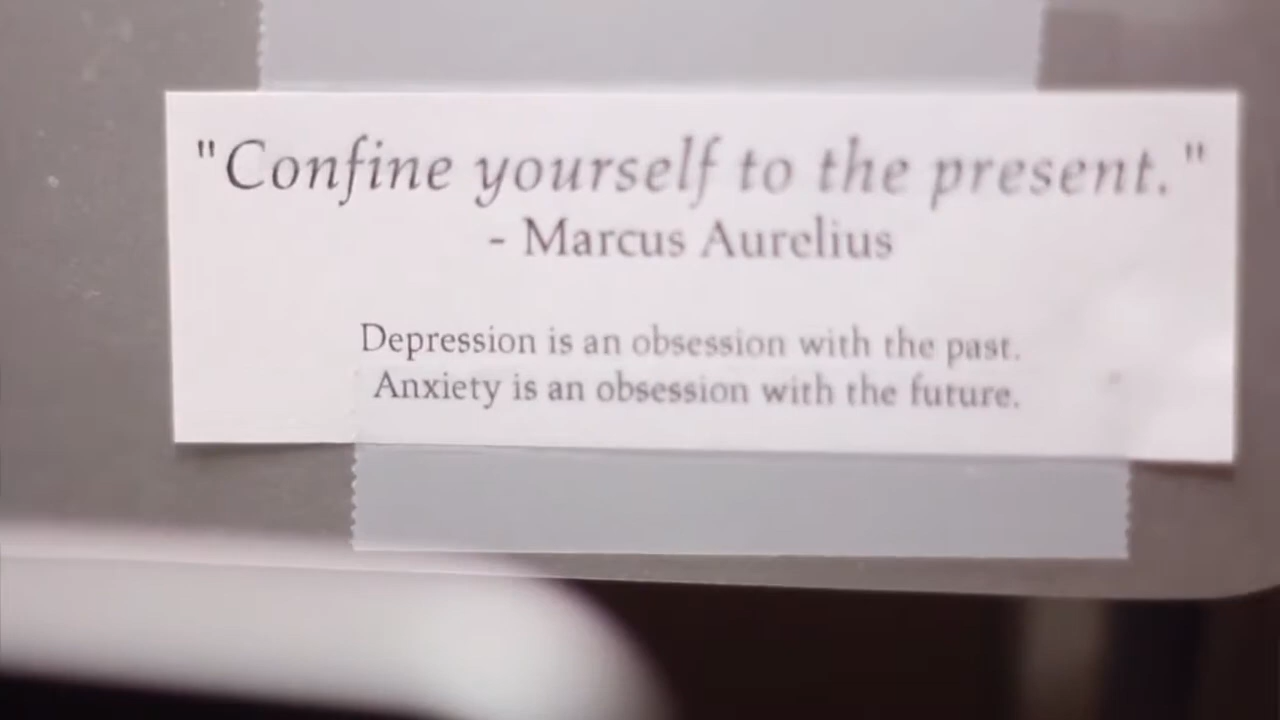 "Confine yourself to the present."
- Marcus Aurelius
Depression is an obsession with the past.
Anxiety is an obsession with the future.